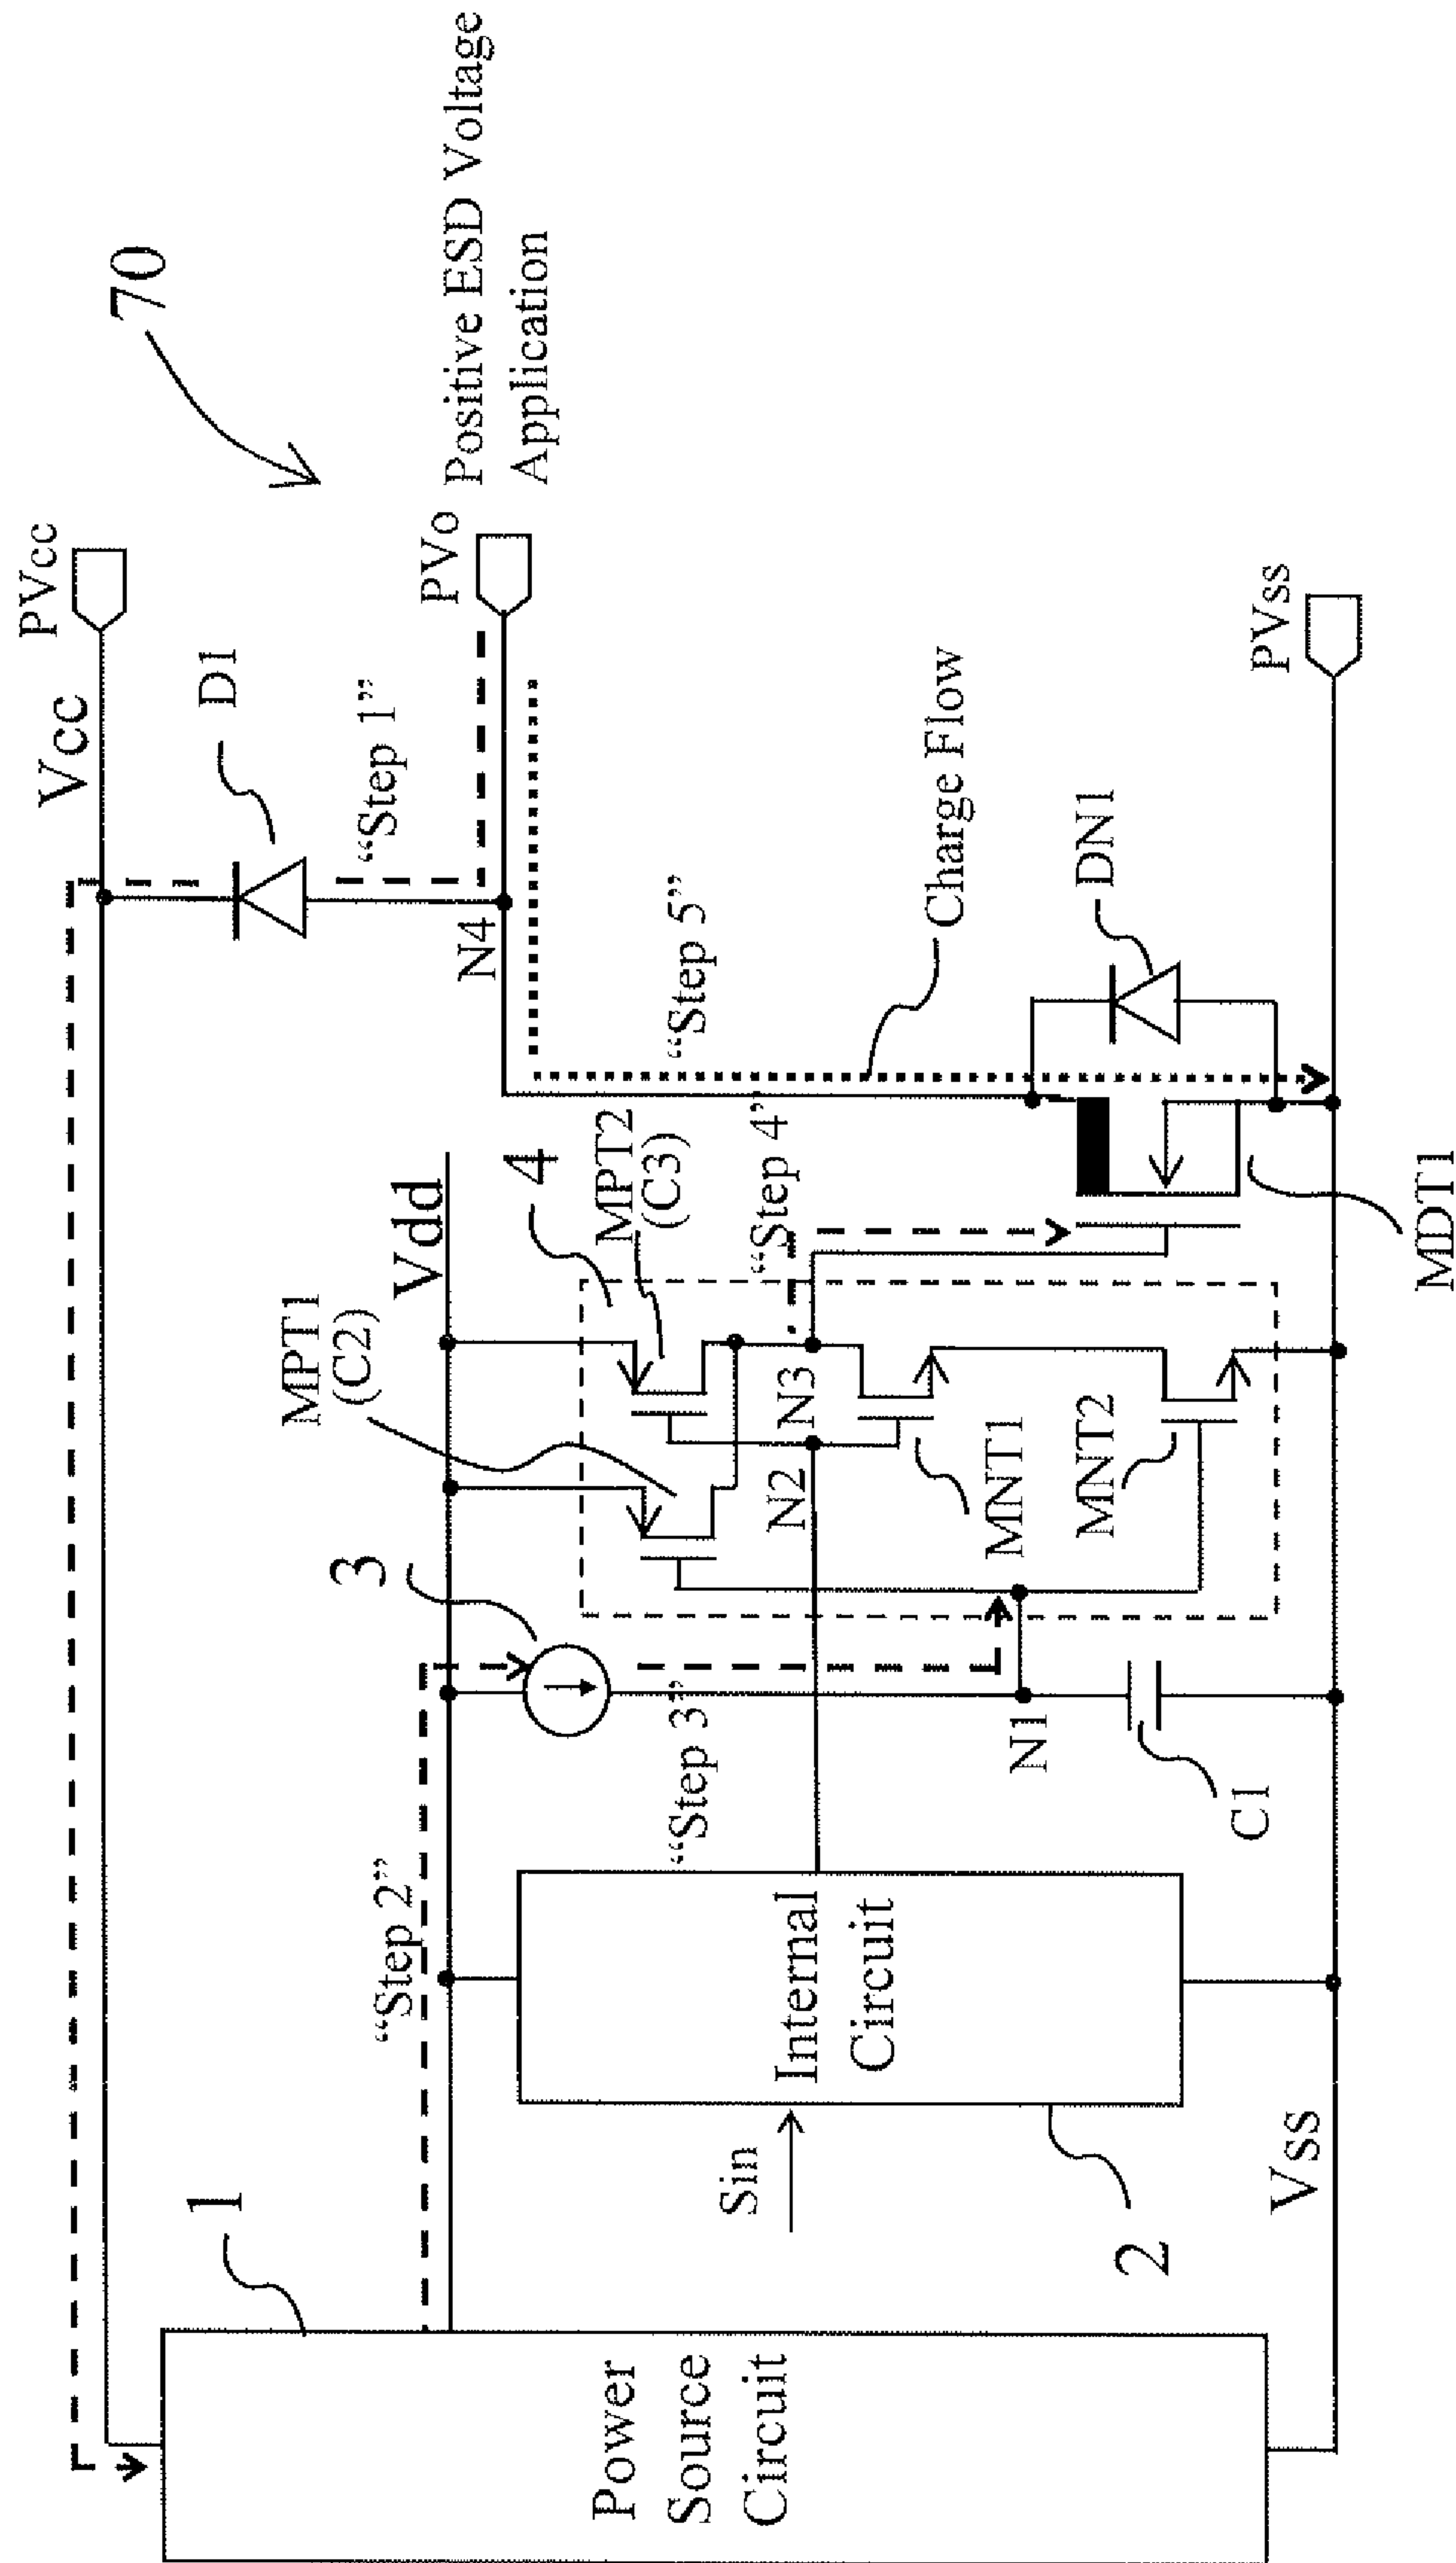 70
PVcc
Vcc
D1
“Step 1”
PVo
Positive ESD Voltage
Application
N4
“Step 5”
Charge Flow
DN1
PVss
Vdd
MPT1
(C2)
4
MPT2
(C3)
“Step 4”
3
N2
N3
MNT1
MNT2
MDT1
“Step 2”
“Step 3”
N1
C1
Internal
Circuit
Sin
2
Vss
1
Power
Source
Circuit